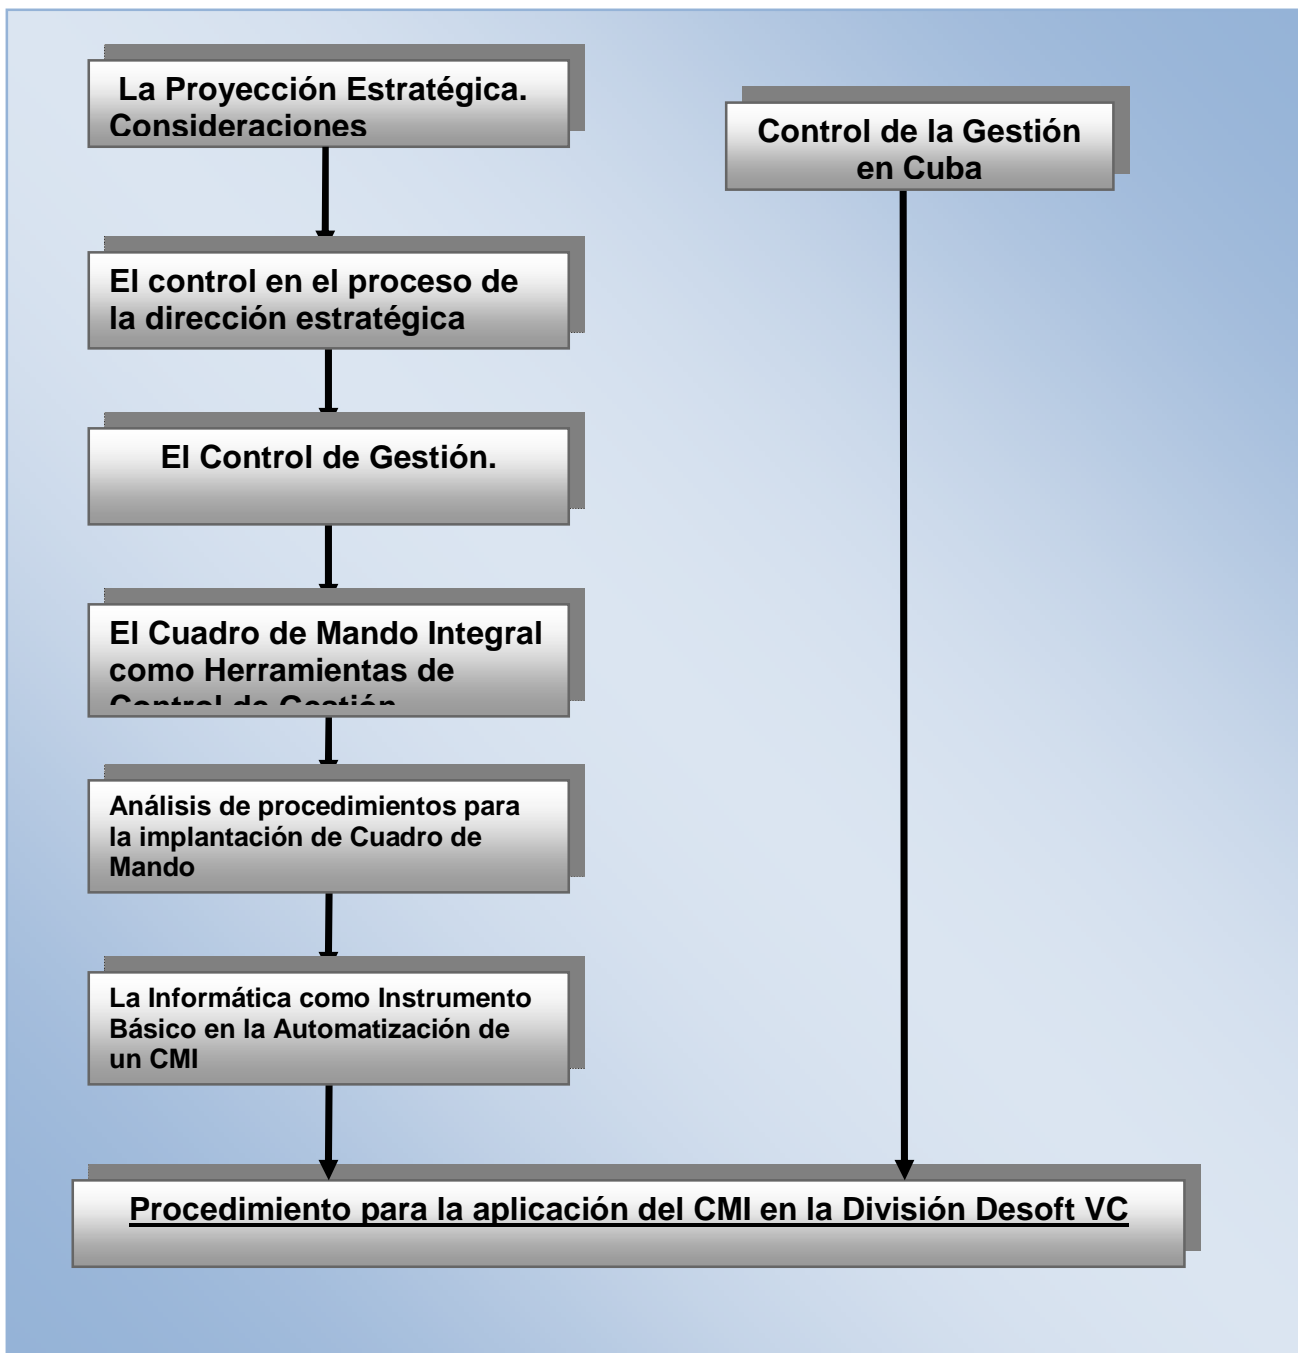 La Proyección Estratégica.
Consideraciones
Control de la Gestión
en Cuba
El control en el proceso de
la dirección estratégica
El Control de Gestión.
El Cuadro de Mando Integral
como Herramientas de
Control de Gestión
Análisis de procedimientos para
la implantación de Cuadro de
Mando
La Informática como Instrumento
Básico en la Automatización de
un CMI
Procedimiento para la aplicación del CMI en la División Desoft VC